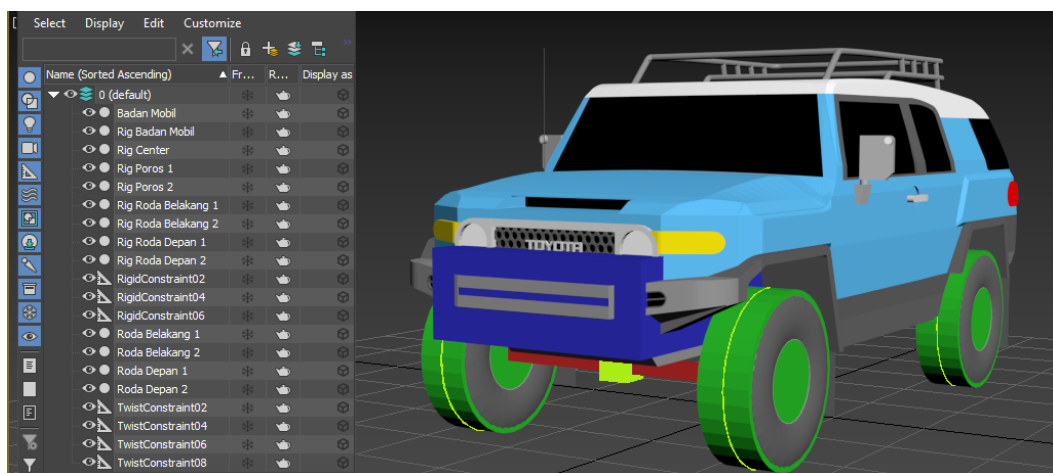 Select Display Edit Customize
Name (Sorted Ascending) ▲ Fr... R... Display as
0 (default)
Badan Mobil
Rig Badan Mobil
Rig Center
Rig Poros 1
Rig Poros 2
Rig Roda Belakang 1
Rig Roda Belakang 2
Rig Roda Depan 1
Rig Roda Depan 2
RigidConstraint02
RigidConstraint04
RigidConstraint06
Roda Belakang 1
Roda Belakang 2
Roda Depan 1
Roda Depan 2
TwistConstraint02
TwistConstraint04
TwistConstraint06
TwistConstraint08
TOYOTA